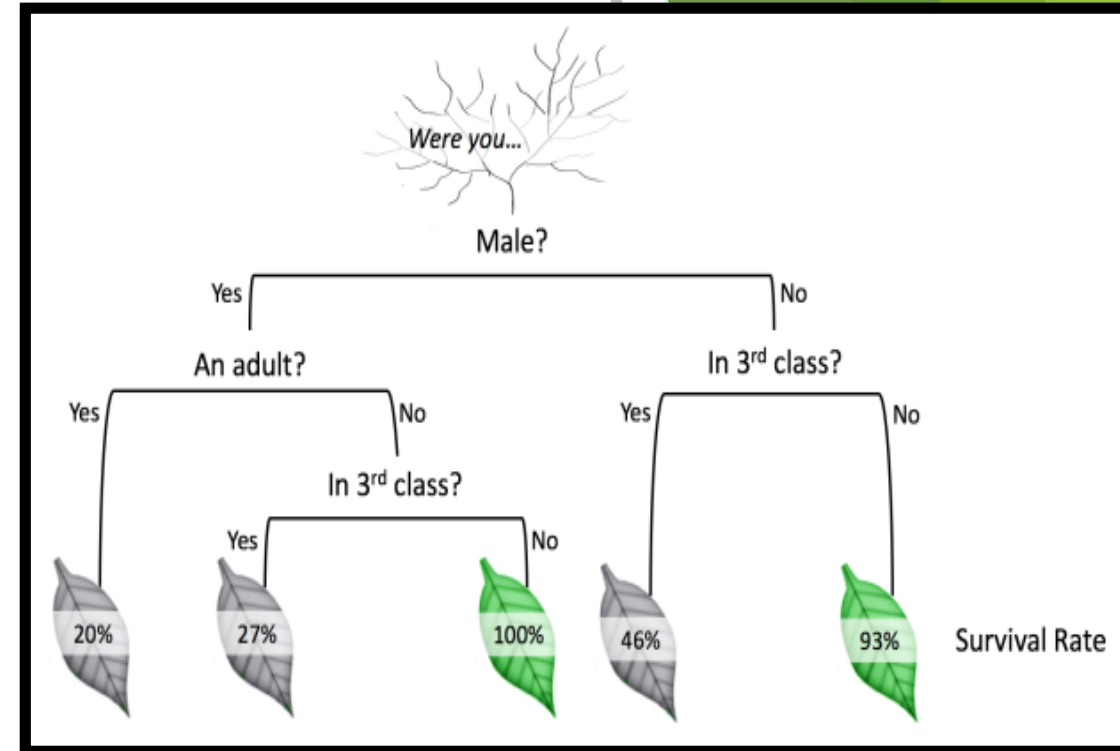 Were you...
Male?
Yes
No
An adult?
In 3rd class?
Yes
No
Yes
No
In 3rd class?
Yes
No
20%
27%
100%
46%
93%
Survival Rate